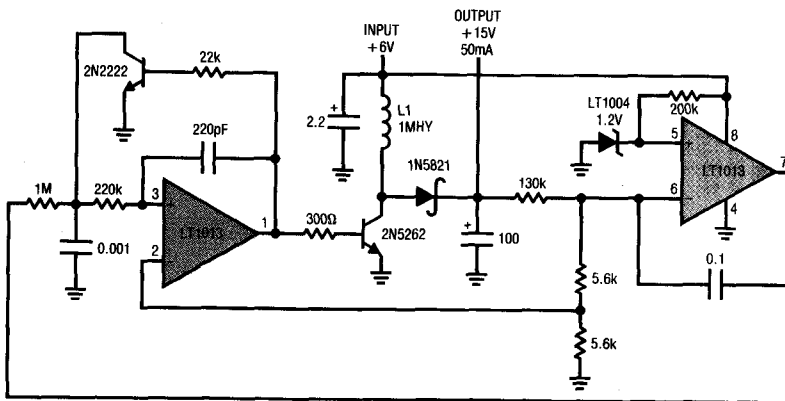 INPUT
+6V
OUTPUT
+15V
50mA
2N2222
22k
220pF
1M
220k
0.001
3
2
LT1013
1
300Ω
2.2
+
L1
1MHY
1N5821
2N5262
130k
+
100
5.6k
5.6k
LT1004
1.2V
200k
5
6
+
−
LT1013
8
7
4
0.1
+
−